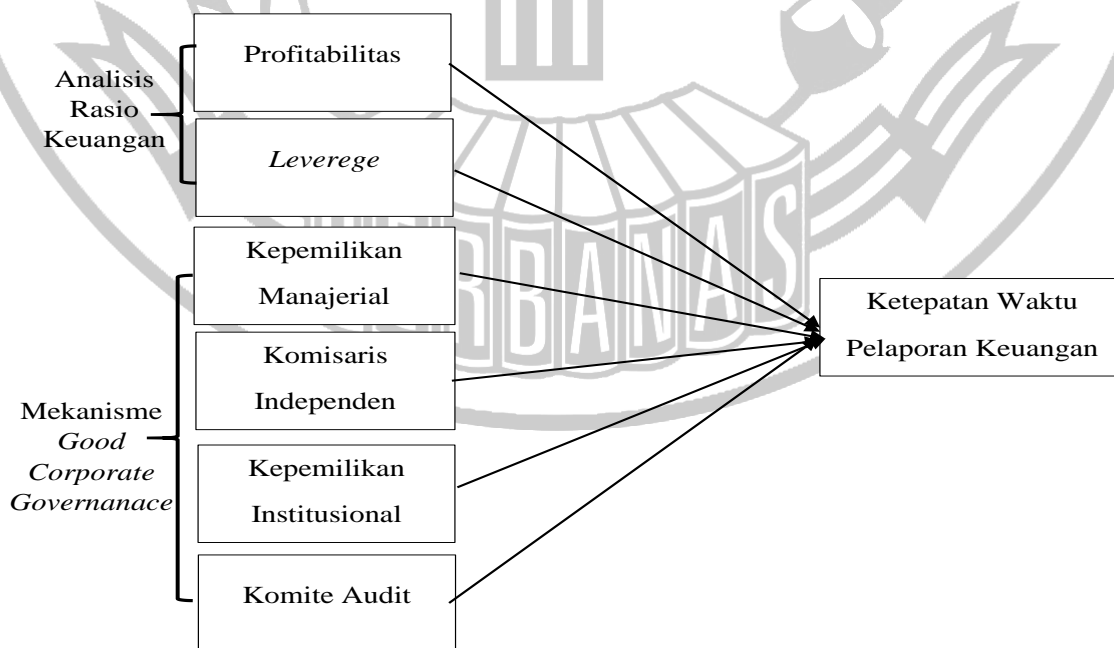 Analisis
Rasio
Keuangan
Profitabilitas
Leverege
Mekanisme
Good
Corporate
Governanace
Kepemilikan
Manajerial
Komisaris
Independen
Kepemilikan
Institusional
Komite Audit
Ketepatan Waktu
Pelaporan Keuangan
RBANAS